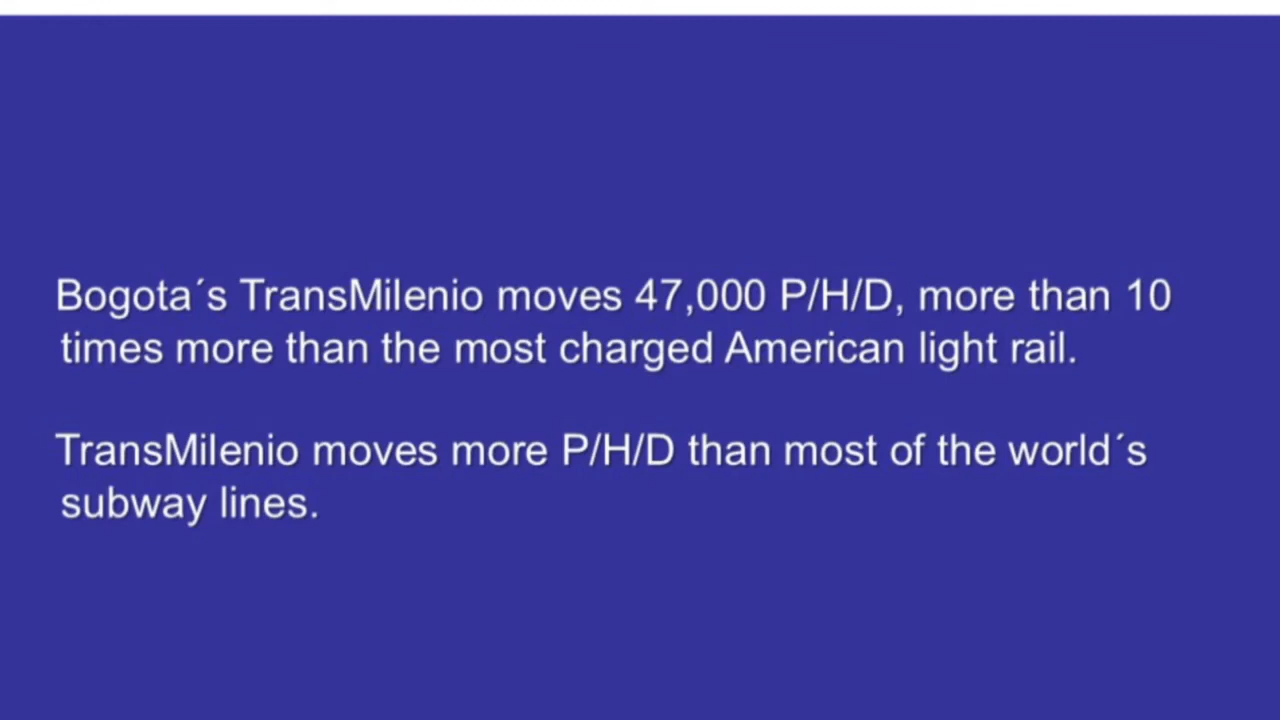 Bogota´s TransMilenio moves 47,000 P/H/D, more than 10
times more than the most charged American light rail.
TransMilenio moves more P/H/D than most of the world´s
subway lines.